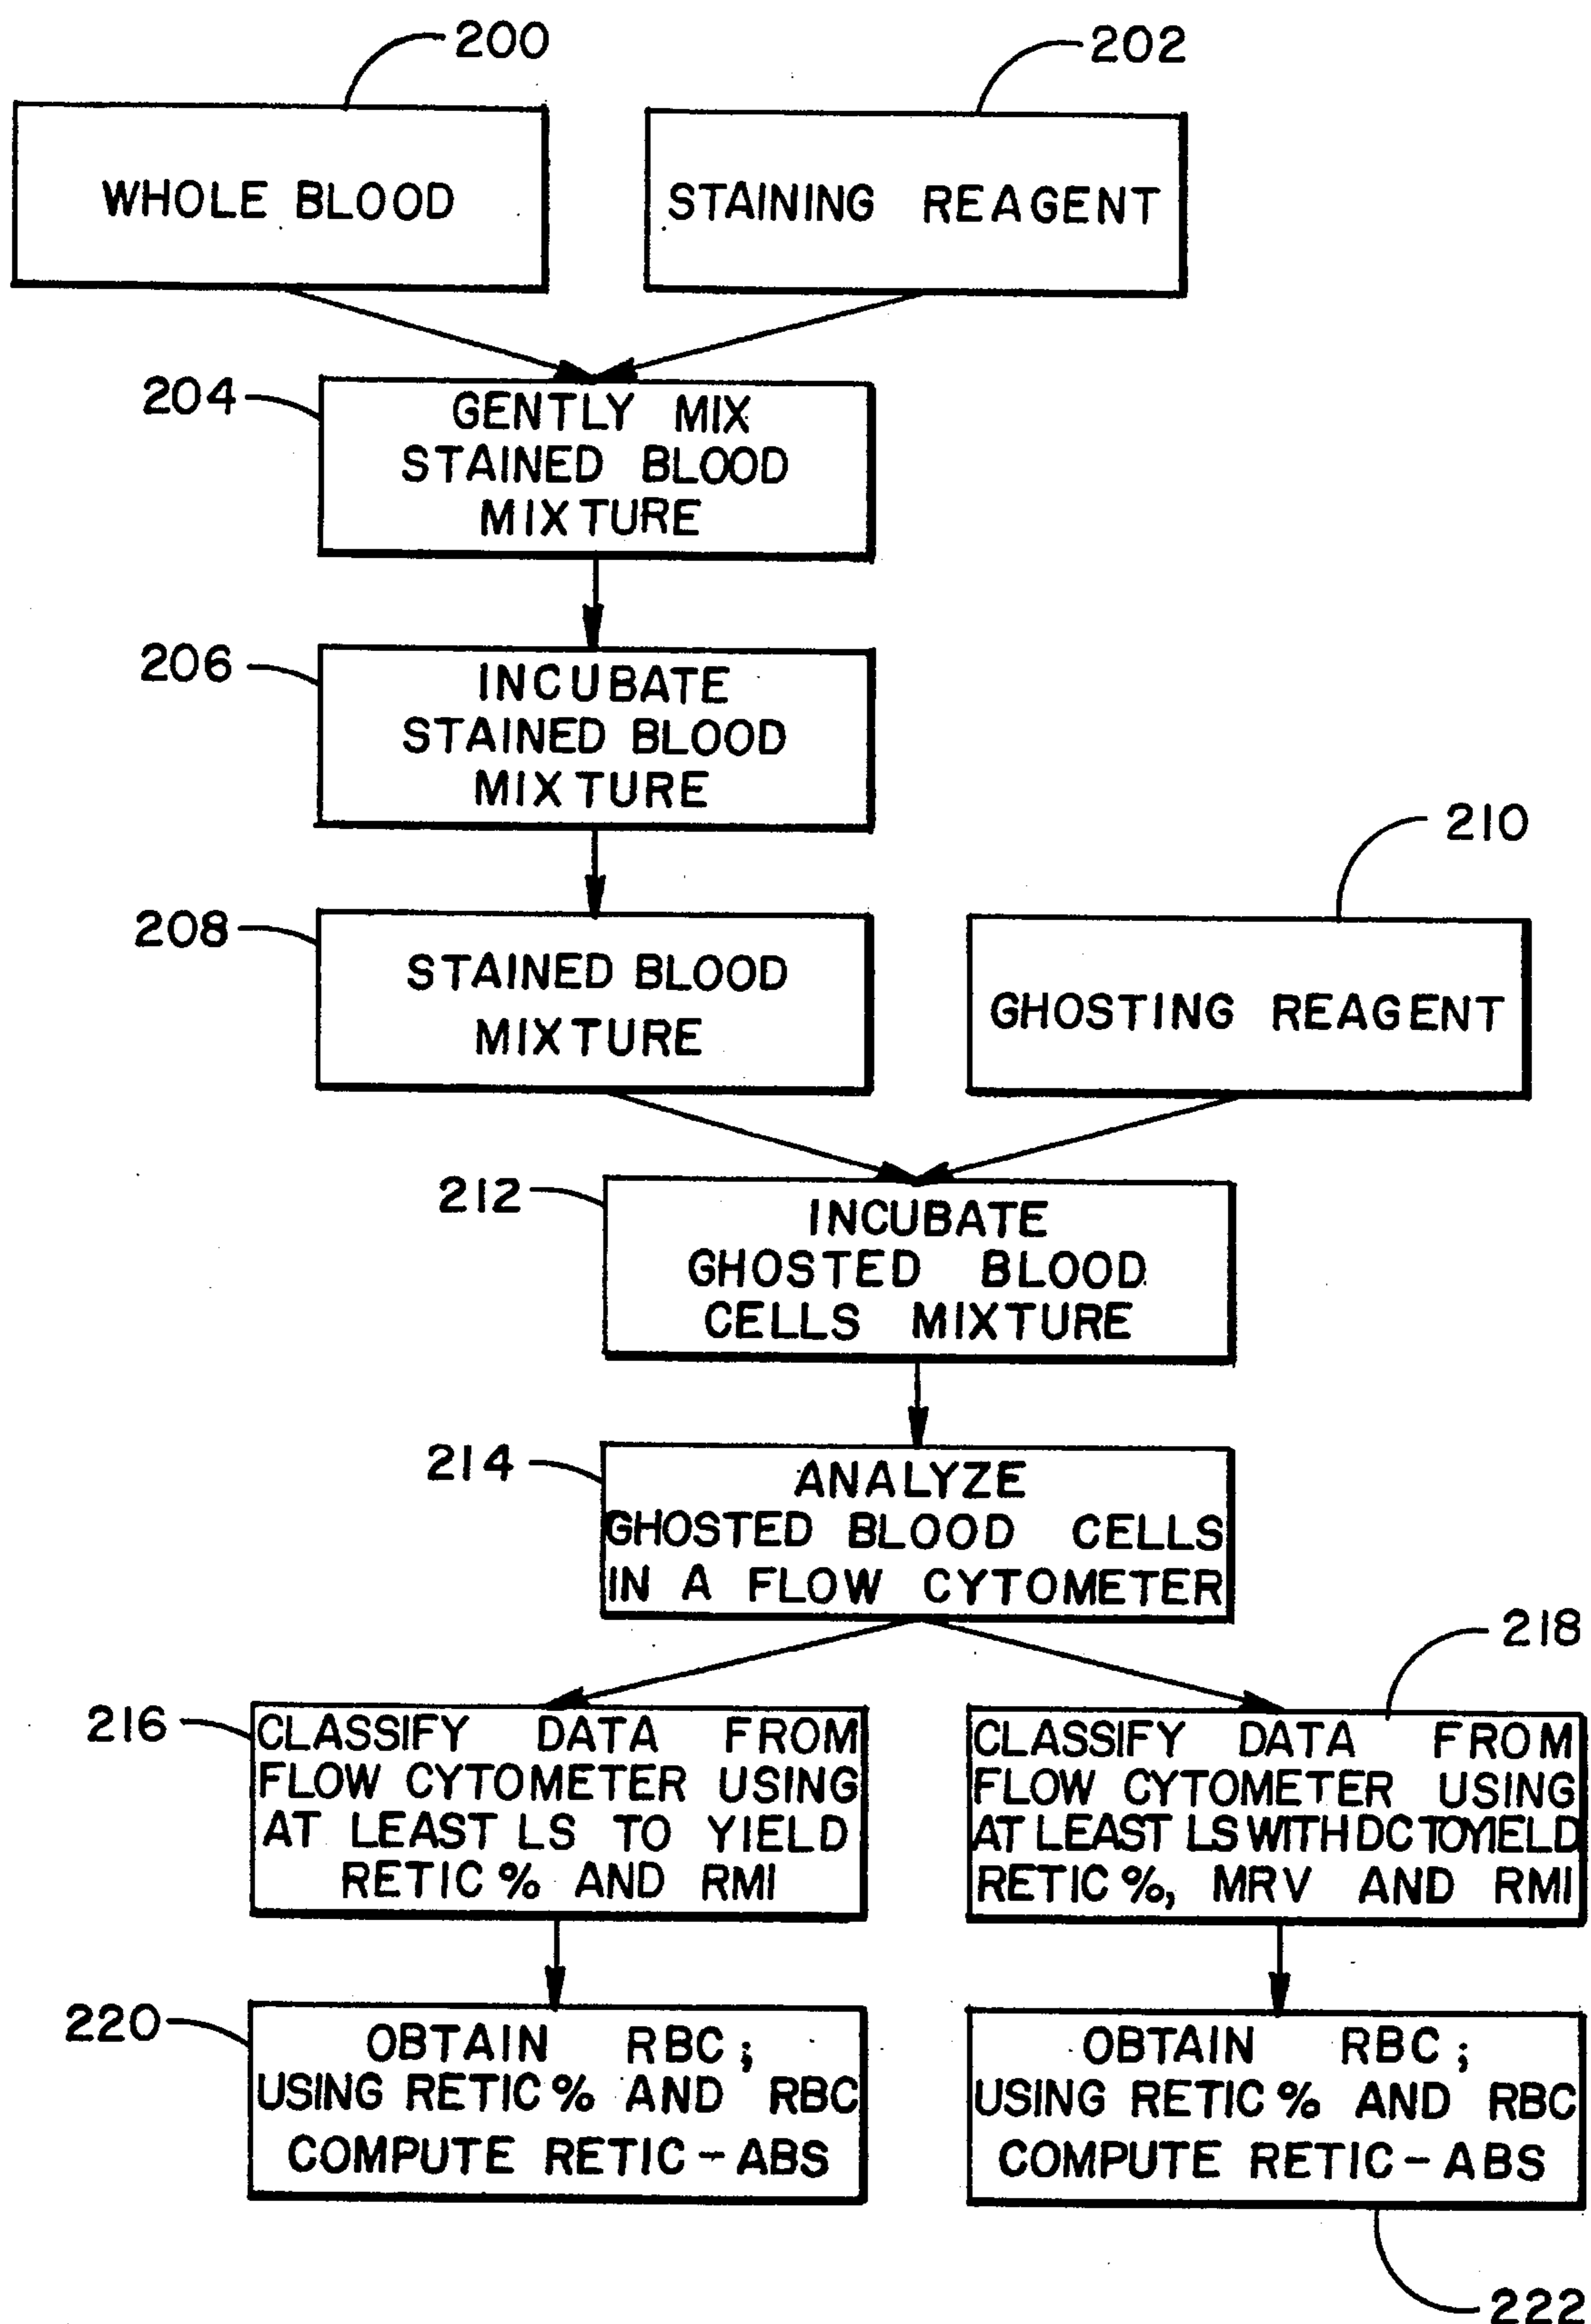 200
202
WHOLE BLOOD
STAINING REAGENT
204
GENTLY MIX
STAINED BLOOD
MIXTURE
206
INCUBATE
STAINED BLOOD
MIXTURE
210
208
STAINED BLOOD
MIXTURE
GHOSTING REAGENT
212
INCUBATE
GHOSTED BLOOD
CELLS MIXTURE
214
ANALYZE
GHOSTED BLOOD CELLS
IN A FLOW CYTOMETER
218
216
CLASSIFY DATA FROM
FLOW CYTOMETER USING
AT LEAST LS TO YIELD
RETIC % AND RMI
CLASSIFY DATA FROM
FLOW CYTOMETER USING
AT LEAST LS WITH DC TO YIELD
RETIC %, MRV AND RMI
220
OBTAIN RBC;
USING RETIC % AND RBC
COMPUTE RETIC-ABS
OBTAIN RBC;
USING RETIC % AND RBC
COMPUTE RETIC-ABS
222